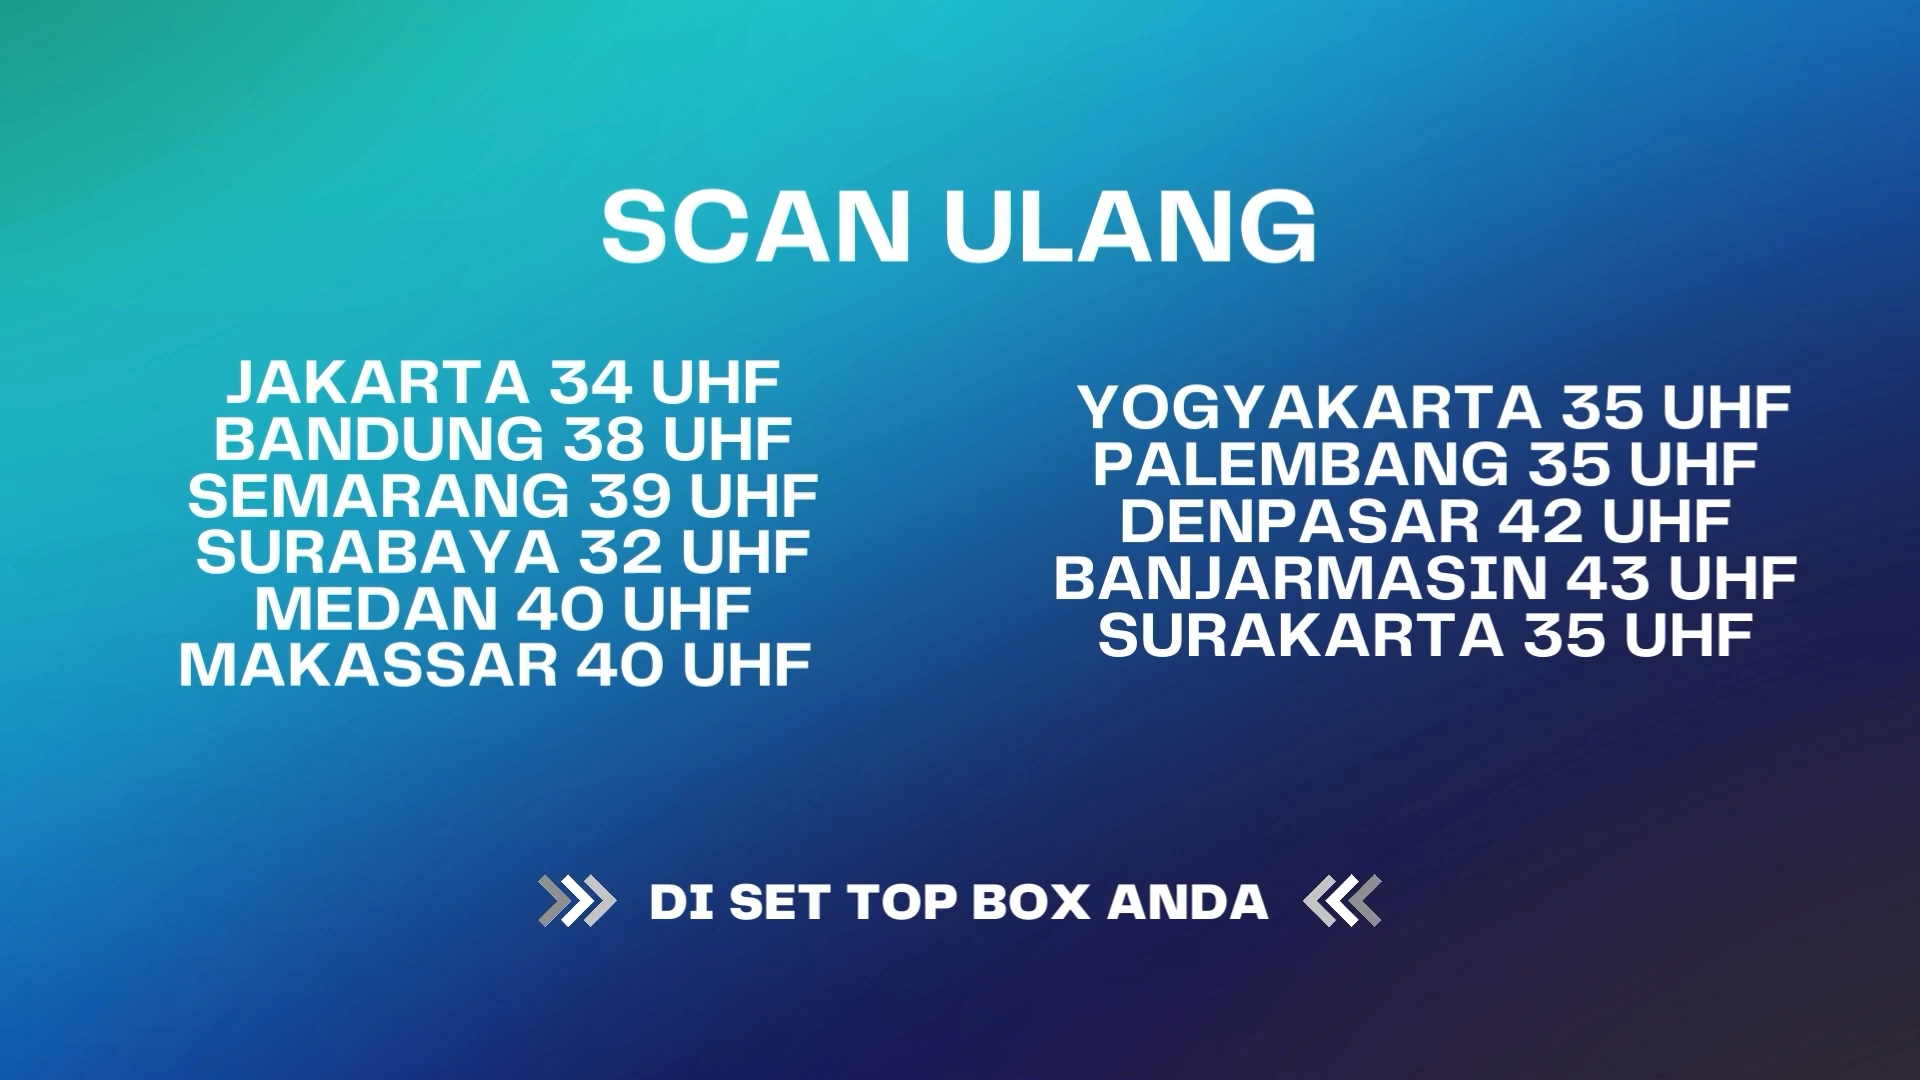 SCAN ULANG
JAKARTA 34 UHF
BANDUNG 38 UHF
SEMARANG 39 UHF
SURABAYA 32 UHF
MEDAN 40 UHF
MAKASSAR 40 UHF
YOGYAKARTA 35 UHF
PALEMBANG 35 UHF
DENPASAR 42 UHF
BANJARMASIN 43 UHF
SURAKARTA 35 UHF
DI SET TOP BOX ANDA